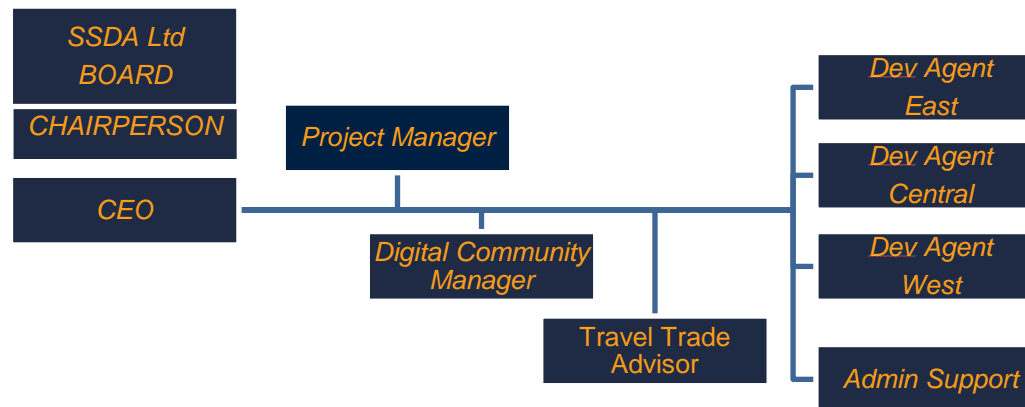 SSDA Ltd
BOARD
CHAIRPERSON
CEO
Project Manager
Digital Community
Manager
Travel Trade
Advisor
Dev Agent
East
Dev Agent
Central
Dev Agent
West
Admin Support